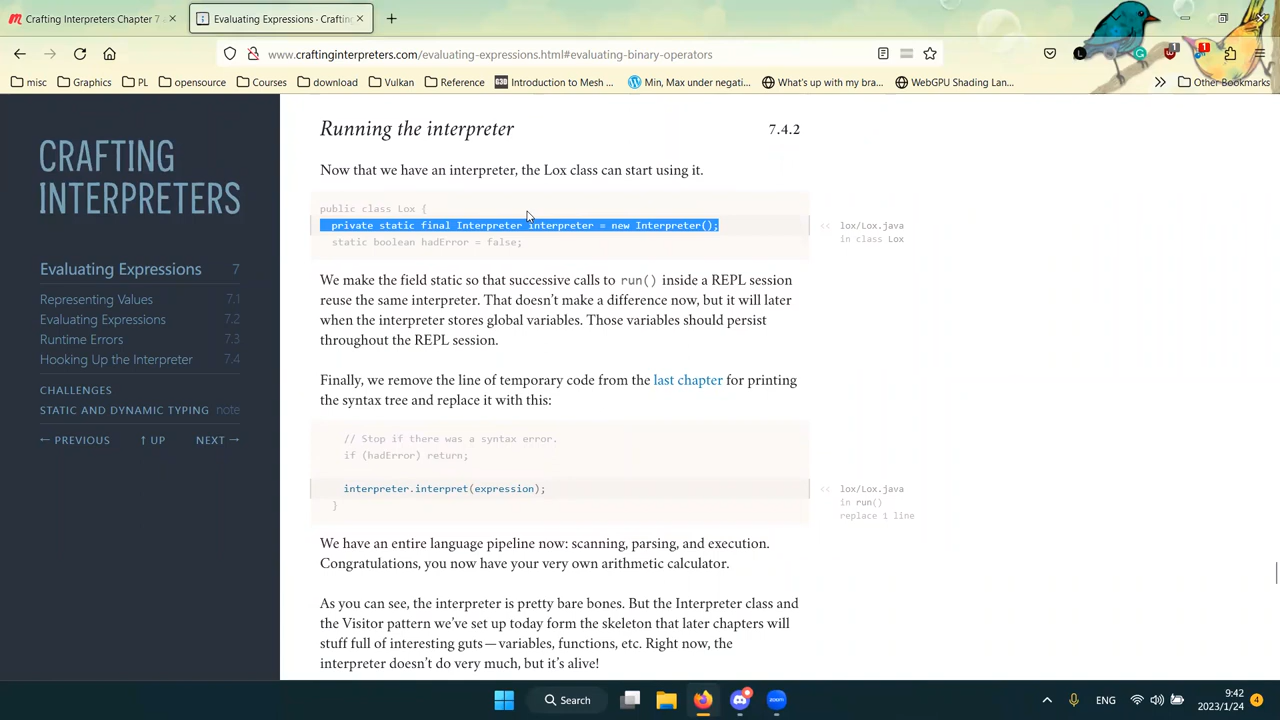 Crafting Interpreters Chapter 7
Evaluating Expressions · Crafting
www.craftinginterpreters.com/evaluating-expressions.html#evaluating-binary-operators
misc
Graphics
PL
opensource
Courses
download
Vulkan
Reference
Introduction to Mesh ...
Min, Max under negati...
What's up with my bra...
WebGPU Shading Lan...
Other Bookmarks
CRAFTING
INTERPRETERS
Evaluating Expressions 7
Representing Values 7.1
Evaluating Expressions 7.2
Runtime Errors 7.3
Hooking Up the Interpreter 7.4
CHALLENGES
STATIC AND DYNAMIC TYPING note
← PREVIOUS ↑ UP NEXT →
Running the interpreter 7.4.2
Now that we have an interpreter, the Lox class can start using it.
public class Lox {
private static final Interpreter interpreter = new Interpreter();
static boolean hadError = false;
<< lox/Lox.java
in class Lox
We make the field static so that successive calls to run() inside a REPL session
reuse the same interpreter. That doesn't make a difference now, but it will later
when the interpreter stores global variables. Those variables should persist
throughout the REPL session.
Finally, we remove the line of temporary code from the last chapter for printing
the syntax tree and replace it with this:
// Stop if there was a syntax error.
if (hadError) return;
interpreter.interpret(expression);
}
<< lox/Lox.java
in run()
replace 1 line
We have an entire language pipeline now: scanning, parsing, and execution.
Congratulations, you now have your very own arithmetic calculator.
As you can see, the interpreter is pretty bare bones. But the Interpreter class and
the Visitor pattern we've set up today form the skeleton that later chapters will
stuff full of interesting guts—variables, functions, etc. Right now, the
interpreter doesn't do very much, but it's alive!
Search
ENG
9:42
2023/1/24
4